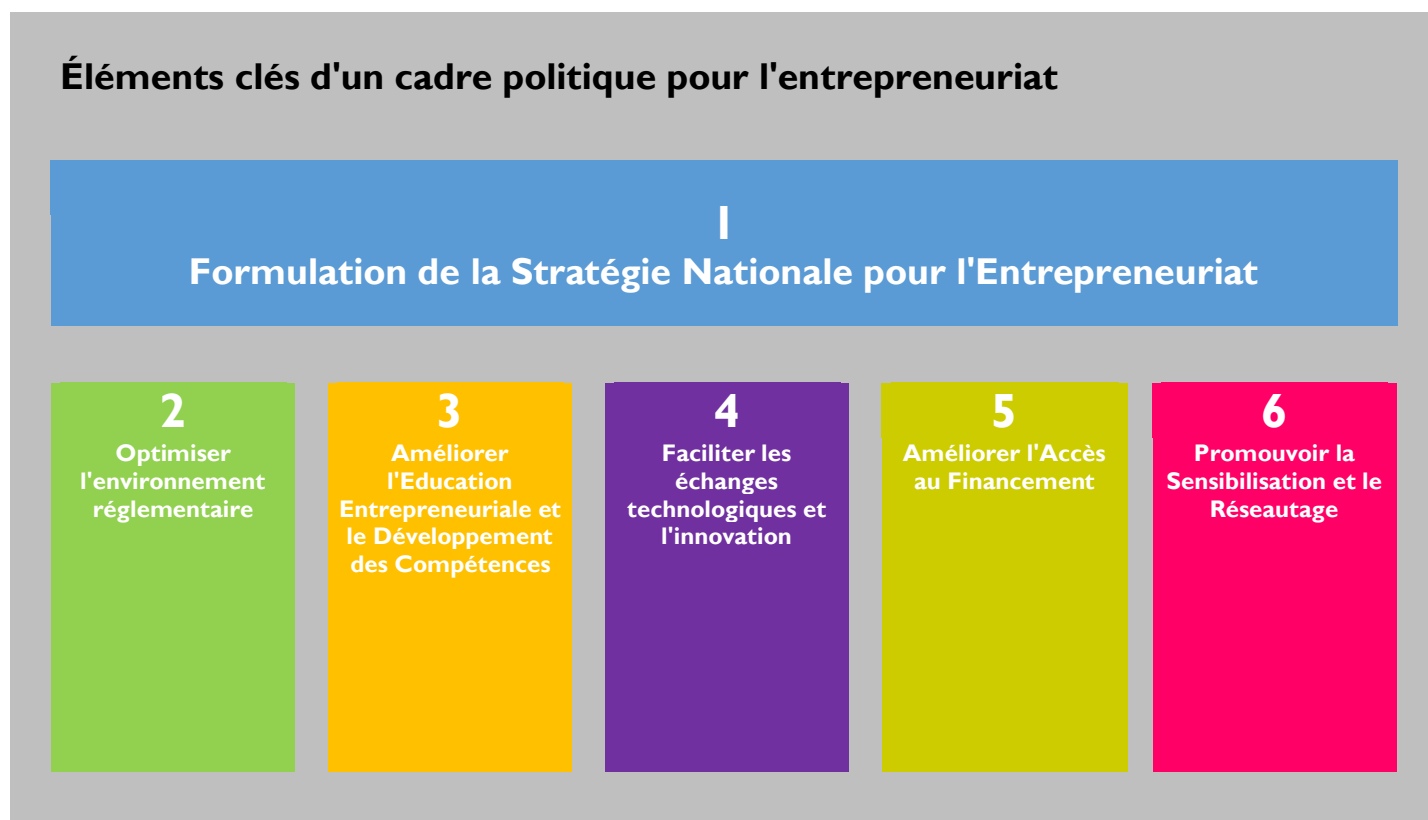 Éléments clés d'un cadre politique pour l'entrepreneuriat
1
Formulation de la Stratégie Nationale pour l'Entrepreneuriat
2
Optimiser
l'environnement
réglementaire
3
Améliorer
l'Education
Entrepreneuriale et
le Développement
des Compétences
4
Faciliter les
échanges
technologiques et
l'innovation
5
Améliorer l'Accès
au Financement
6
Promouvoir la
Sensibilisation et le
Réseautage